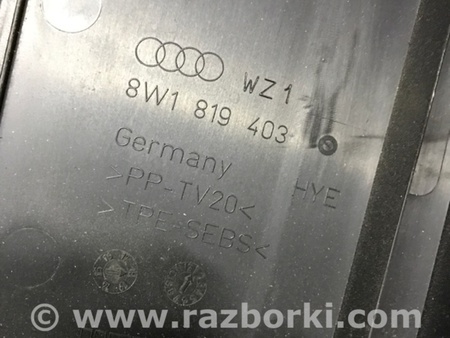 WZ1
8W1 819 403
Germany
HYE
>PP-TV20<
>TPE-SEBS<
© www.razborki.com